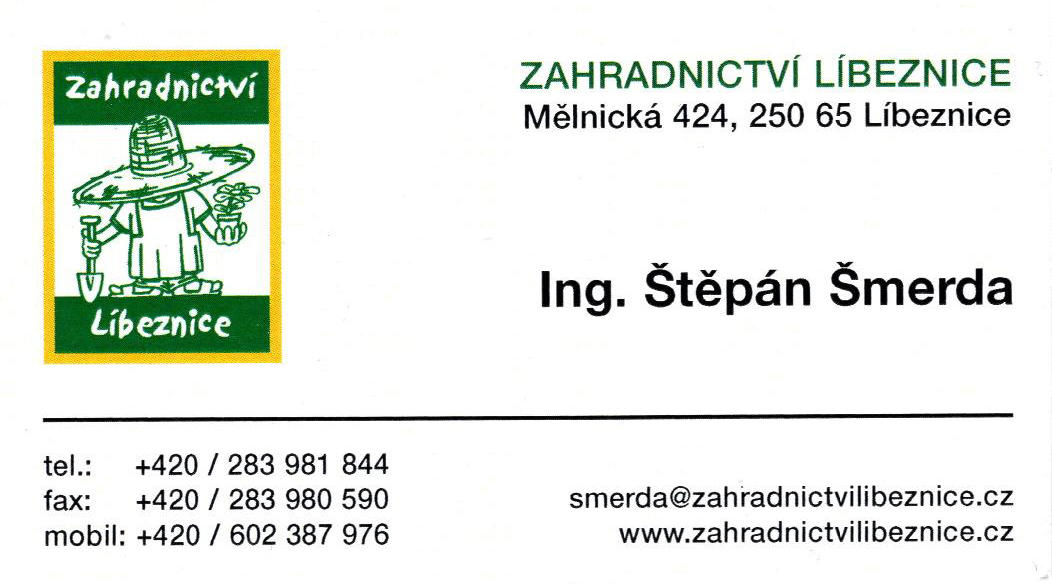 Zahradnictví
Líbeznice
ZAHRADNICTVÍ LÍBEZNICE
Mělnická 424, 250 65 Líbeznice
Ing. Štěpán Šmerda
tel.: +420 / 283 981 844
fax: +420 / 283 980 590
mobil: +420 / 602 387 976
smerda@zahradnictvilibeznice.cz
www.zahradnictvilibeznice.cz